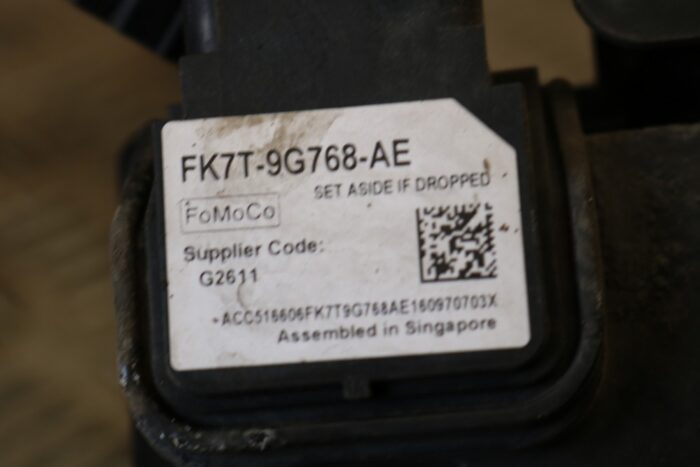 FK7T-9G768-AE
SET ASIDE IF DROPPED
FoMoCo
Supplier Code:
G2611
ACC516606FK7T9G768AE160970703X
Assembled in Singapore